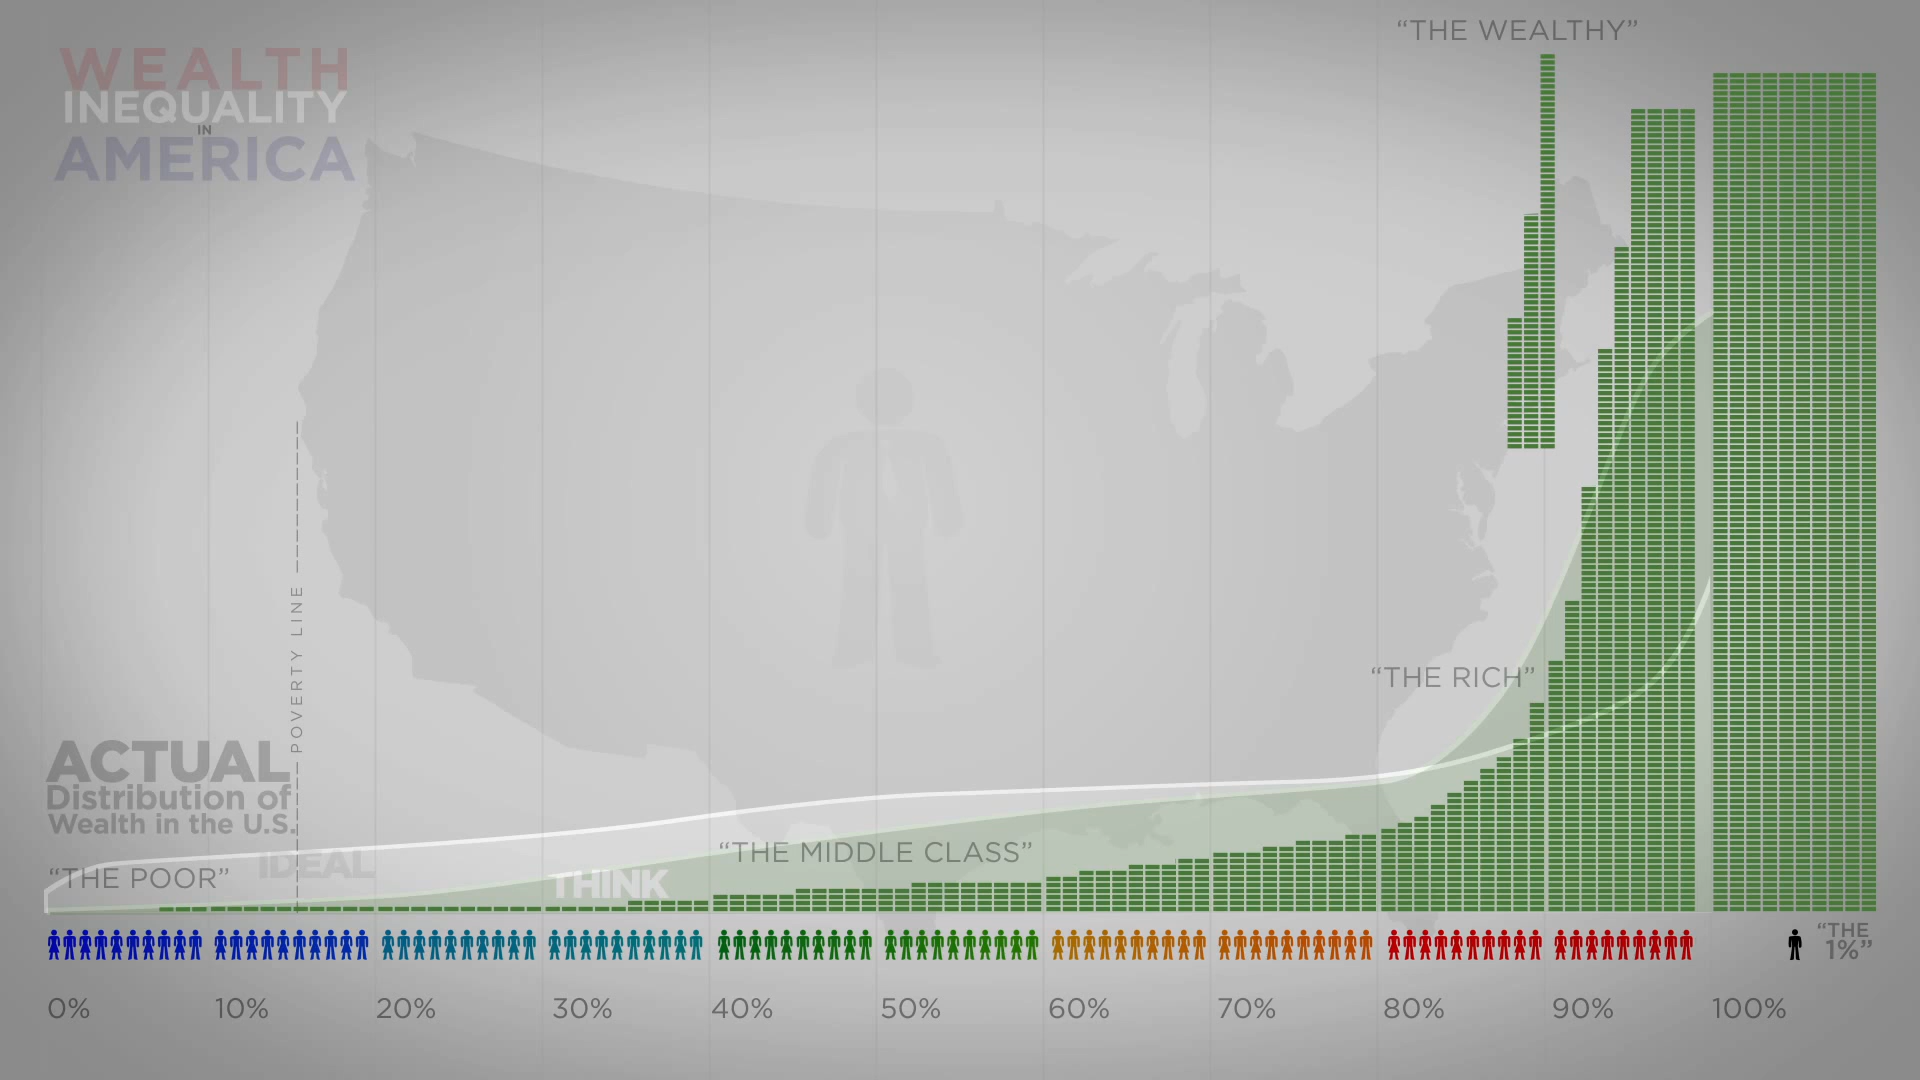 WEALTH
INEQUALITY
IN
AMERICA
“THE WEALTHY”
POVERTY LINE
“THE RICH”
ACTUAL
Distribution of
Wealth in the U.S.
“THE POOR”
IDEAL
THINK
“THE MIDDLE CLASS”
“THE
1%”
0% 10% 20% 30% 40% 50% 60% 70% 80% 90% 100%